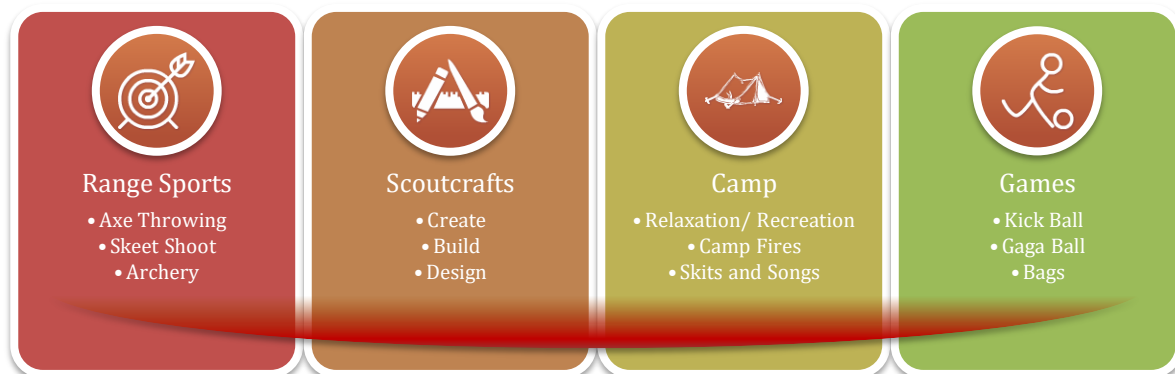 Range Sports
• Axe Throwing
• Skeet Shoot
• Archery
Scoutcrafts
• Create
• Build
• Design
Camp
• Relaxation/ Recreation
• Camp Fires
• Skits and Songs
Games
• Kick Ball
• Gaga Ball
• Bags